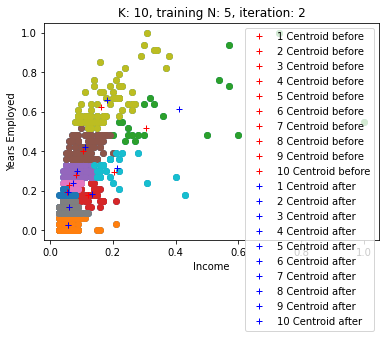 K: 10, training N: 5, iteration: 2
1.0
0.8
0.6
0.4
0.2
0.0
Years Employed
0.0 0.2 0.4 0.6 0.8 1.0
Income
1 Centroid before
2 Centroid before
3 Centroid before
4 Centroid before
5 Centroid before
6 Centroid before
7 Centroid before
8 Centroid before
9 Centroid before
10 Centroid before
1 Centroid after
2 Centroid after
3 Centroid after
4 Centroid after
5 Centroid after
6 Centroid after
7 Centroid after
8 Centroid after
9 Centroid after
10 Centroid after